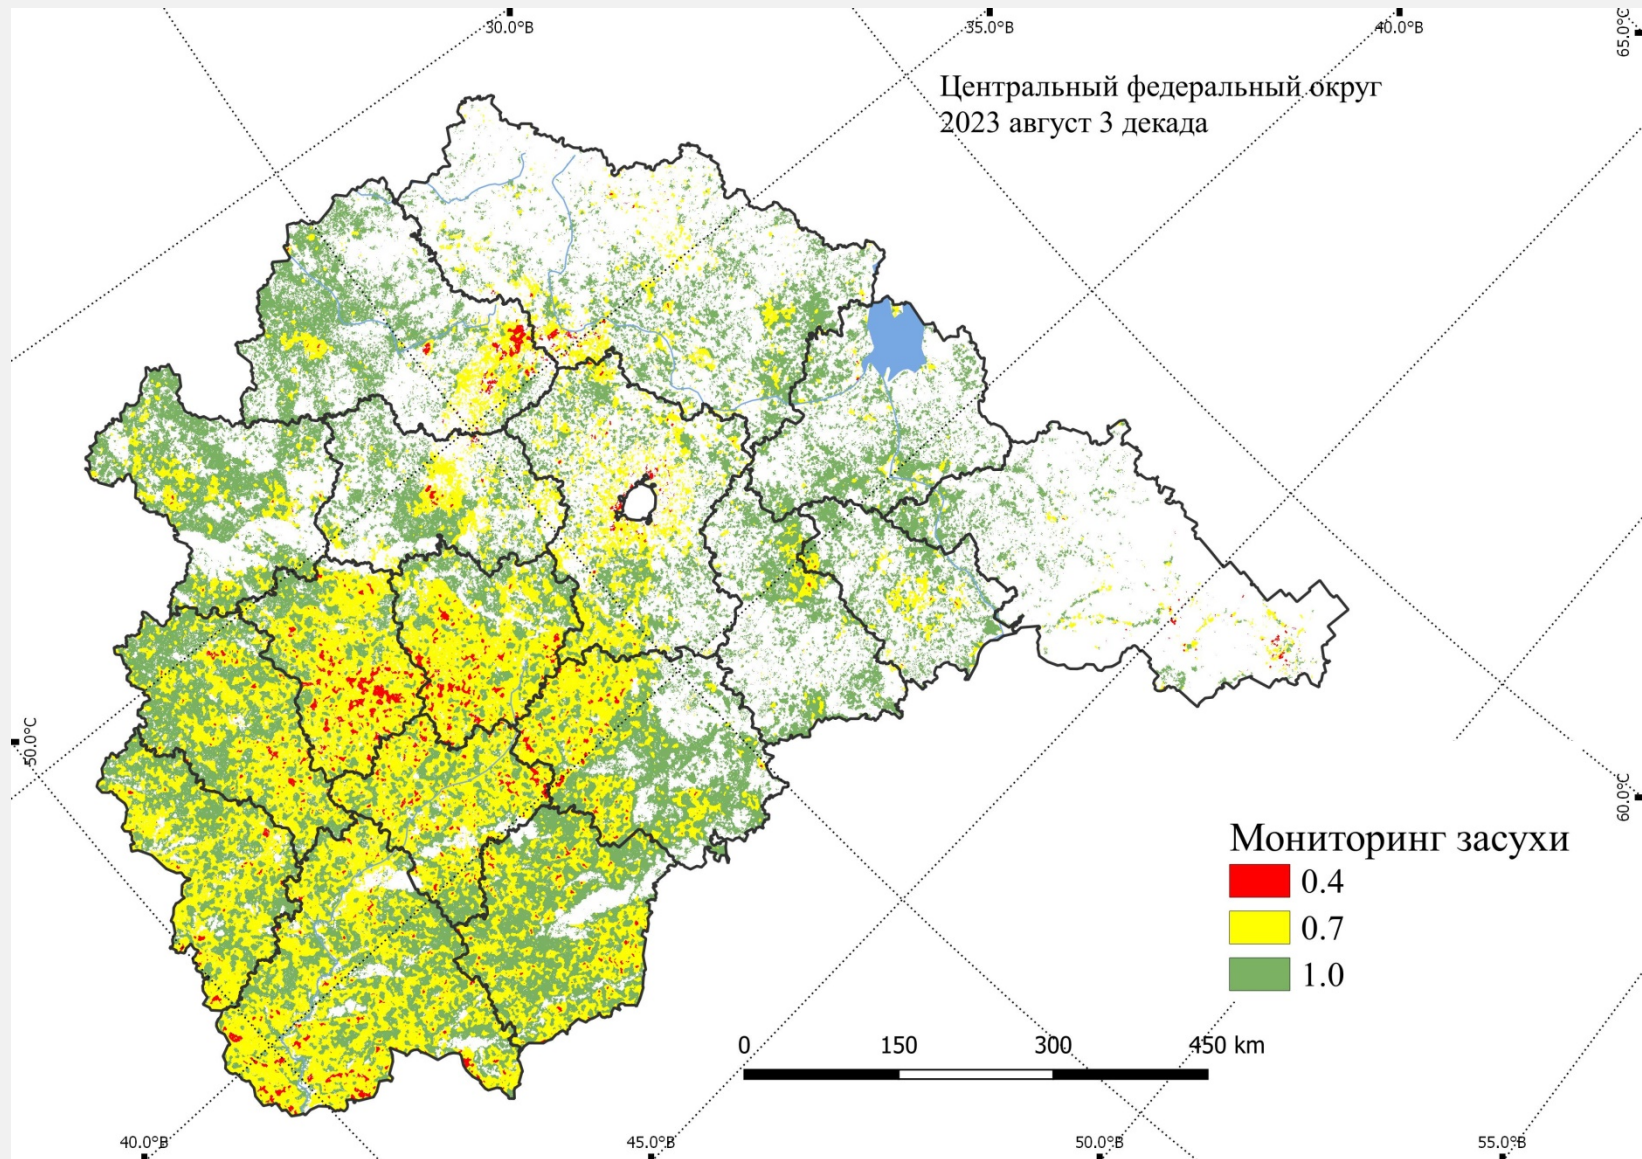 30.0°В
35.0°В
40.0°В
65.0°С
Центральный федеральный округ
2023 август 3 декада
50.0°С
60.0°С
Мониторинг засухи
0.4
0.7
1.0
0 150 300 450 km
40.0°В
45.0°В
50.0°В
55.0°В